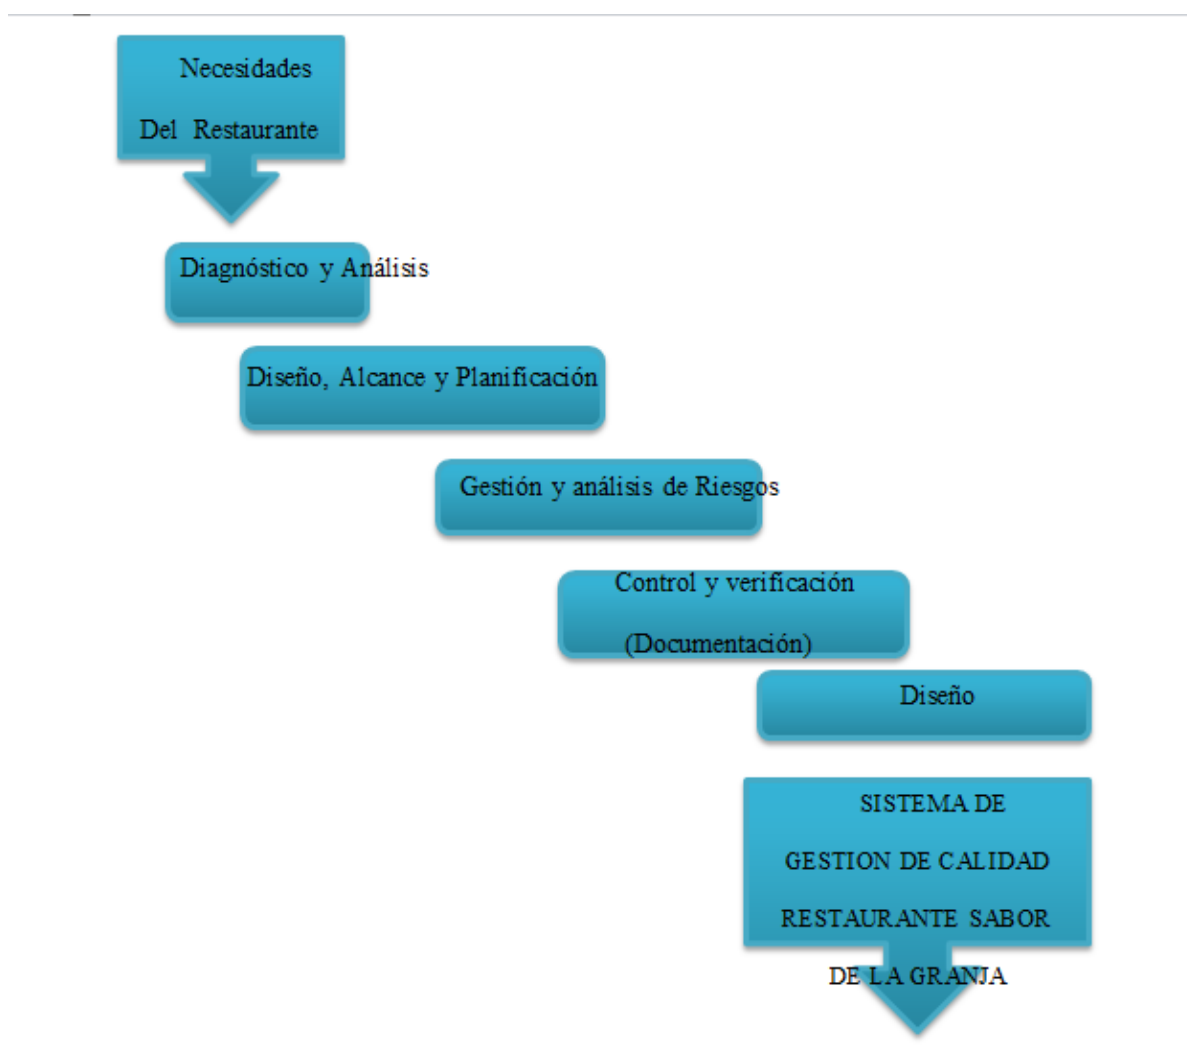 Necesidades
Del Restaurante
Diagnóstico y Análisis
Diseño, Alcance y Planificación
Gestión y análisis de Riesgos
Control y verificación
(Documentación)
Diseño
SISTEMA DE
GESTION DE CALIDAD
RESTAURANTE SABOR
DE LA GRANJA